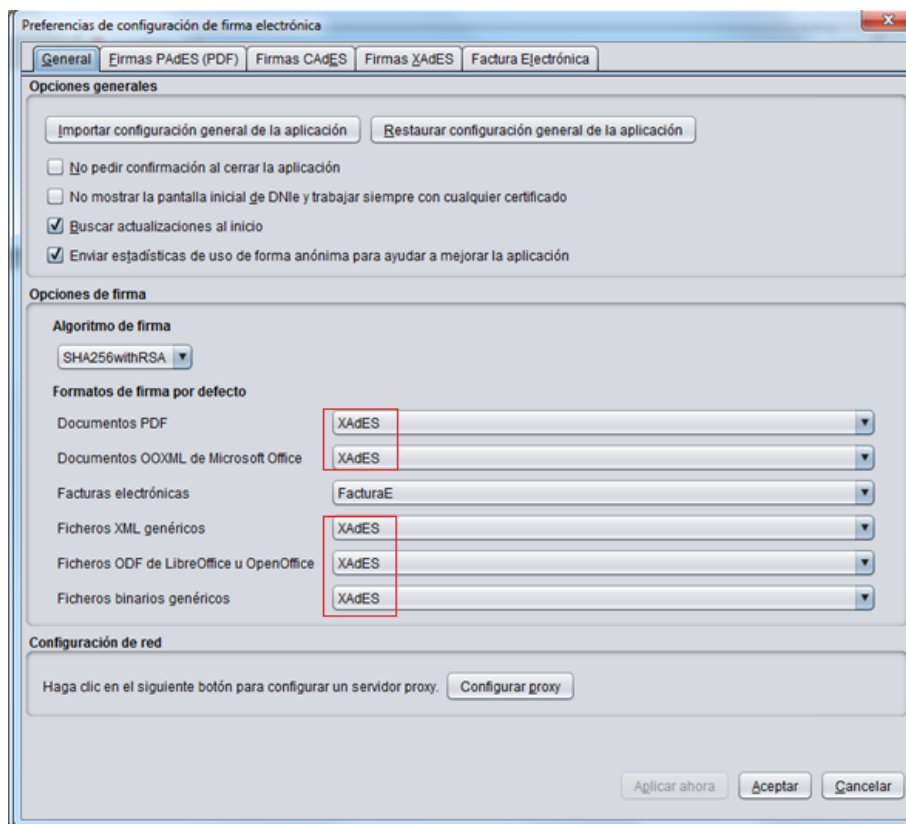 Preferencias de configuración de firma electrónica
General Firmas PAdES (PDF) Firmas CAdES Firmas XAdES Factura Electrónica
Opciones generales
Importar configuración general de la aplicación Restaurar configuración general de la aplicación
No pedir confirmación al cerrar la aplicación
No mostrar la pantalla inicial de DNIe y trabajar siempre con cualquier certificado
Buscar actualizaciones al inicio
Enviar estadísticas de uso de forma anónima para ayudar a mejorar la aplicación
Opciones de firma
Algoritmo de firma
SHA256withRSA
Formatos de firma por defecto
Documentos PDF XAdES
Documentos OOXML de Microsoft Office XAdES
Facturas electrónicas FacturaE
Ficheros XML genéricos XAdES
Ficheros ODF de LibreOffice u OpenOffice XAdES
Ficheros binarios genéricos XAdES
Configuración de red
Haga clic en el siguiente botón para configurar un servidor proxy. Configurar proxy
Aplicar ahora Aceptar Cancelar